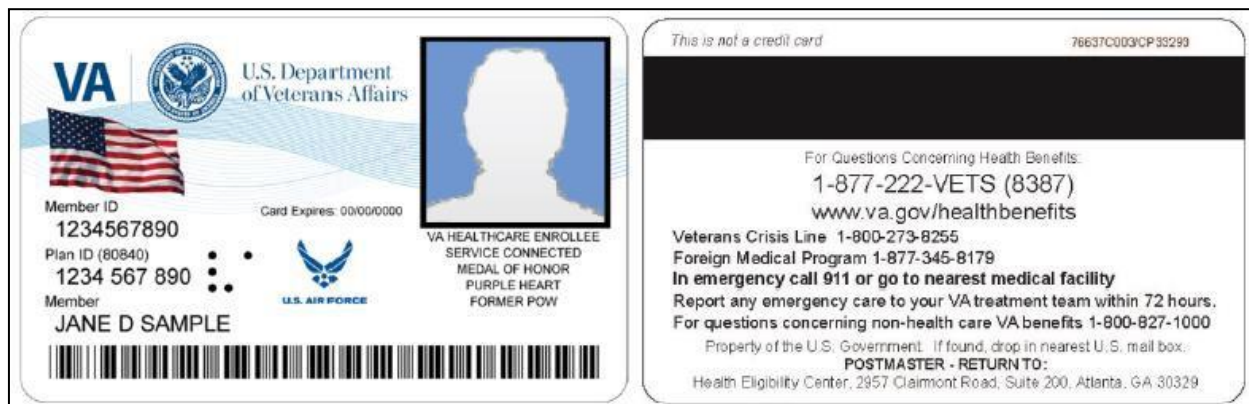 VA
U.S. Department
of Veterans Affairs
Member ID
1234567890
Card Expires: 00/00/0000
Plan ID (80840)
1234 567 890
U.S. AIR FORCE
Member
JANE D SAMPLE
VA HEALTHCARE ENROLLEE
SERVICE CONNECTED
MEDAL OF HONOR
PURPLE HEART
FORMER POW
This is not a credit card
76637C003/CP33293
For Questions Concerning Health Benefits:
1-877-222-VETS (8387)
www.va.gov/healthbenefits
Veterans Crisis Line 1-800-273-8255
Foreign Medical Program 1-877-345-8179
In emergency call 911 or go to nearest medical facility
Report any emergency care to your VA treatment team within 72 hours.
For questions concerning non-health care VA benefits 1-800-827-1000
Property of the U.S. Government. If found, drop in nearest U.S. mail box.
POSTMASTER - RETURN TO:
Health Eligibility Center, 2957 Clairmont Road, Suite 200, Atlanta, GA 30329